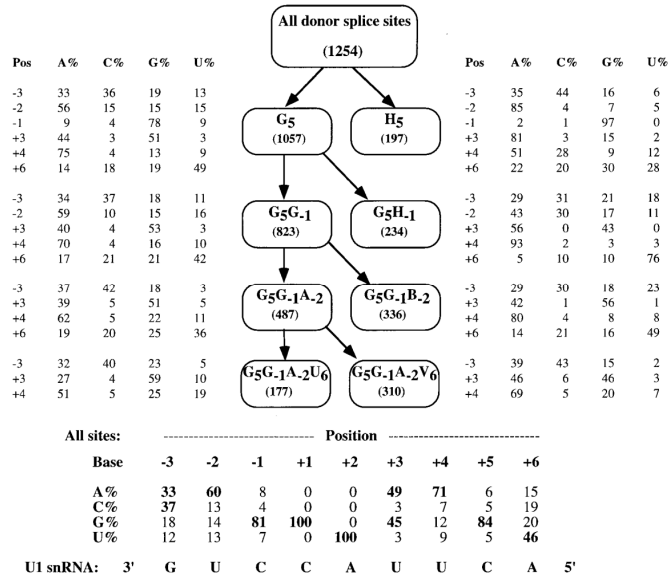 All donor splice sites
(1254)
Pos A% C% G% U%
-3 33 36 19 13
-2 56 15 15 15
-1 9 4 78 9
+3 44 3 51 3
+4 75 4 13 9
+6 14 18 19 49
G5
(1057)
H5
(197)
Pos A% C% G% U%
-3 35 44 16 6
-2 85 4 7 5
-1 2 1 97 0
+3 81 3 15 2
+4 51 28 9 12
+6 22 20 30 28
-3 34 37 18 11
-2 59 10 15 16
+3 40 4 53 3
+4 70 4 16 10
+6 17 21 21 42
G5G-1
(823)
G5H-1
(234)
-3 29 31 21 18
-2 43 30 17 11
+3 56 0 43 0
+4 93 2 3 3
+6 5 10 10 76
-3 37 42 18 3
+3 39 5 51 5
+4 62 5 22 11
+6 19 20 25 36
G5G-1A-2
(487)
G5G-1B-2
(336)
-3 29 30 18 23
+3 42 1 56 1
+4 80 4 8 8
+6 14 21 16 49
-3 32 40 23 5
+3 27 4 59 10
+4 51 5 25 19
G5G-1A-2U6
(177)
G5G-1A-2V6
(310)
-3 39 43 15 2
+3 46 6 46 3
+4 69 5 20 7
All sites: Position
Base -3 -2 -1 +1 +2 +3 +4 +5 +6
A% 33 60 8 0 0 49 71 6 15
C% 37 13 4 0 0 3 7 5 19
G% 18 14 81 100 0 45 12 84 20
U% 12 13 7 0 100 3 9 5 46
U1 snRNA: 3' G U C C A U U C A 5'